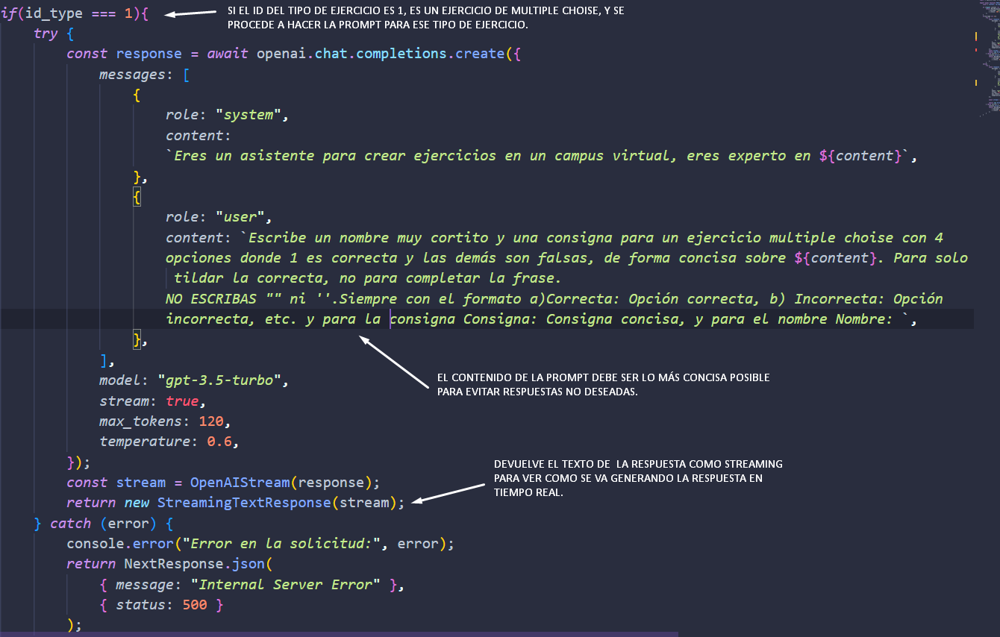 if(id_type === 1){
SI EL ID DEL TIPO DE EJERCICIO ES 1, ES UN EJERCICIO DE MULTIPLE CHOISE, Y SE
PROCEDE A HACER LA PROMPT PARA ESE TIPO DE EJERCICIO.
try {
const response = await openai.chat.completions.create({
messages: [
{
role: "system",
content:
`Eres un asistente para crear ejercicios en un campus virtual, eres experto en ${content}`,
},
{
role: "user",
content: `Escribe un nombre muy cortito y una consigna para un ejercicio multiple choise con 4
opciones donde 1 es correcta y las demás son falsas, de forma concisa sobre ${content}. Para solo
tildar la correcta, no para completar la frase.
NO ESCRIBAS "" ni ''.Siempre con el formato a)Correcta: Opción correcta, b) Incorrecta: Opción
incorrecta, etc. y para la consigna Consigna: Consigna concisa, y para el nombre Nombre: `,
},
],
EL CONTENIDO DE LA PROMPT DEBE SER LO MÁS CONCISA POSIBLE
PARA EVITAR RESPUESTAS NO DESEADAS.
model: "gpt-3.5-turbo",
stream: true,
max_tokens: 120,
temperature: 0.6,
});
DEVUELVE EL TEXTO DE LA RESPUESTA COMO STREAMING
PARA VER COMO SE VA GENERANDO LA RESPUESTA EN
TIEMPO REAL.
const stream = OpenAIStream(response);
return new StreamingTextResponse(stream);
} catch (error) {
console.error("Error en la solicitud:", error);
return NextResponse.json(
{ message: "Internal Server Error" },
{ status: 500 }
);